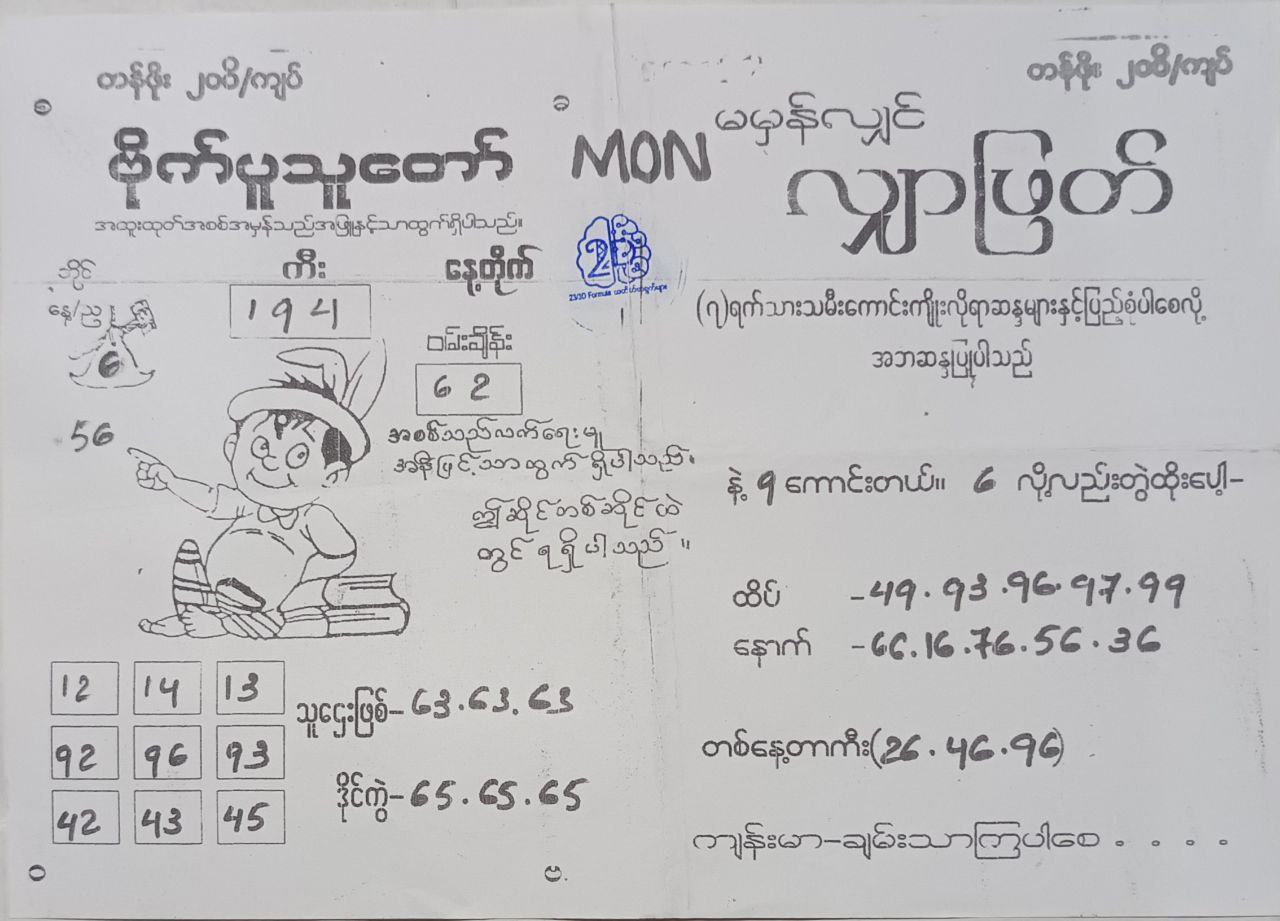 တန်ဖိုး ၂၀၀ိ/ကျပ်
ဗိုက်ပူသူတော်
အထူးထုတ်အစစ်အမှန်သည်အဖြူနှင့်သာထွက်ရှိပါသည်။
ဘိုင်
နေ/ည
6
ကီး
194
နေ့တိုက်
ဝမ်းချိန်း
62
56
အစစ်သည်လက်ရေးမူ
အနီဖြင့်သာထွက်ရှိပါသည်။
ဤဆိုင်တစ်ဆိုင်ထဲ
တွင် ရရှိပါသည်။
12 14 13
92 96 93
42 43 45
သူဌေးဖြစ်– 63.63.63
ဒိုင်ကွဲ– 65.65.65
တန်ဖိုး ၂၀၀ိ/ကျပ်
MON
မမှန်လျှင်
လျှာဖြတ်
2D
2D/3D Formula
(၇)ရက်သားသမီးကောင်းကျိုးလိုရာဆန္ဒများနှင့်ပြည့်စုံပါစေလို့
အဘဆန္ဒပြုပါသည်
နဲ့ 9 ကောင်းတယ်။ 6 လို့လည်းတွဲထိုးပေါ့–
ထိပ် –49.93.96.97.99
နောက် –66.16.76.56.36
တစ်နေ့တာကီး(26.46.96)
ကျန်းမာ–ချမ်းသာကြပါစေ . . . .